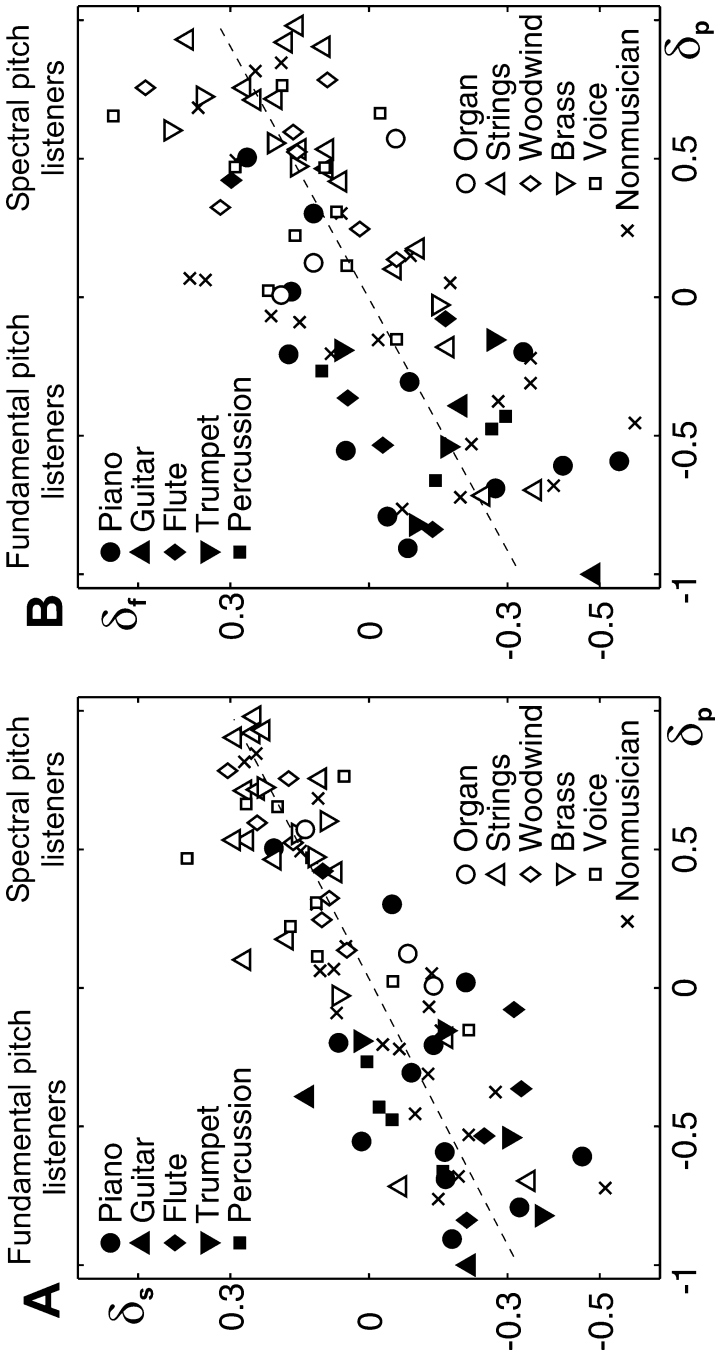 A
Fundamental pitch
listeners
Spectral pitch
listeners
δs
Piano
Guitar
Flute
Trumpet
Percussion
0.3
0
-0.3
-0.5
Organ
Strings
Woodwind
Brass
Voice
Nonmusician
-1
-0.5
0
0.5
δp
B
Fundamental pitch
listeners
Spectral pitch
listeners
δf
Piano
Guitar
Flute
Trumpet
Percussion
0.3
0
-0.3
-0.5
Organ
Strings
Woodwind
Brass
Voice
Nonmusician
-1
-0.5
0
0.5
δp